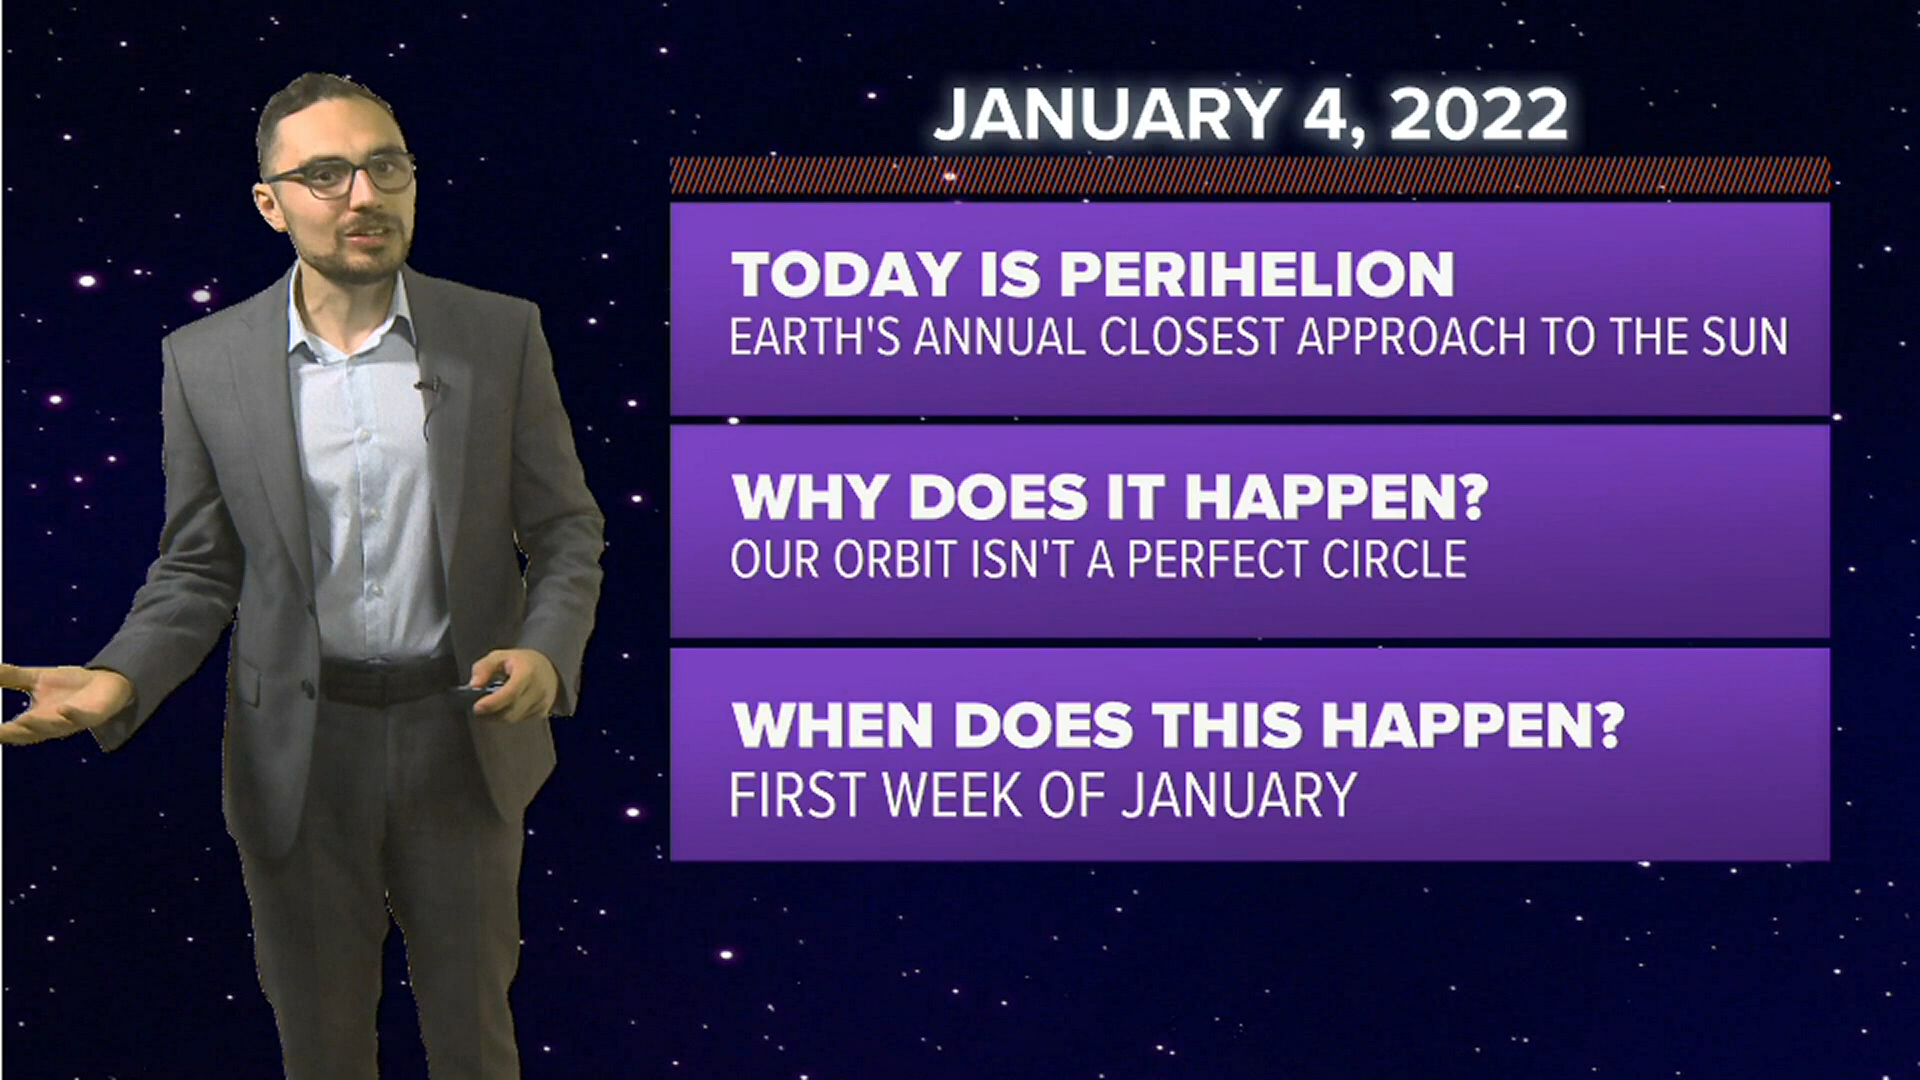 JANUARY 4, 2022
TODAY IS PERIHELION
EARTH'S ANNUAL CLOSEST APPROACH TO THE SUN
WHY DOES IT HAPPEN?
OUR ORBIT ISN'T A PERFECT CIRCLE
WHEN DOES THIS HAPPEN?
FIRST WEEK OF JANUARY